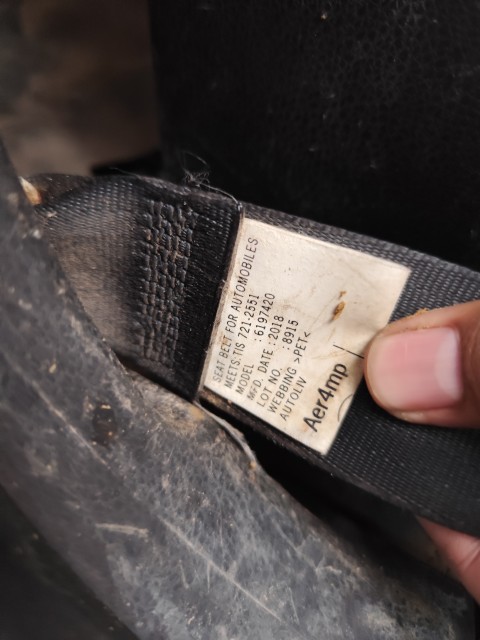 SEAT BELT FOR AUTOMOBILES
MEETS:TIS 721-2551
MODEL :6197420
MFD. DATE :2018
LOT NO. :8915
WEBBING >PET<
AUTOLIV
Aer4mp